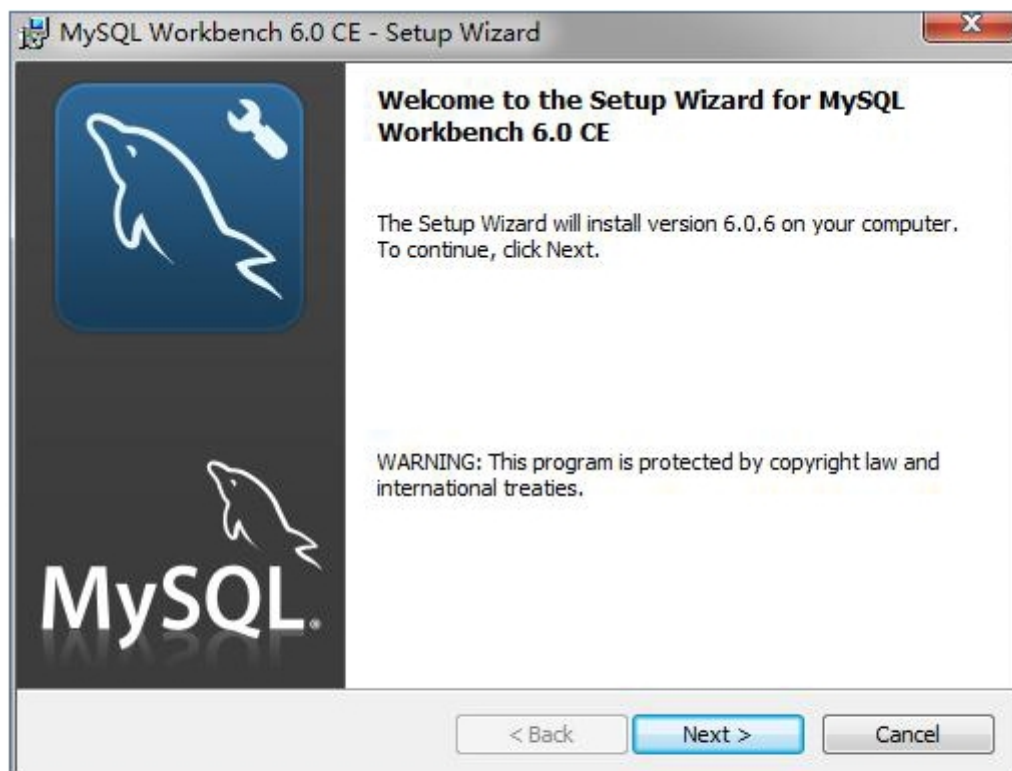 MySQL Workbench 6.0 CE - Setup Wizard
Welcome to the Setup Wizard for MySQL
Workbench 6.0 CE
The Setup Wizard will install version 6.0.6 on your computer.
To continue, click Next.
WARNING: This program is protected by copyright law and
international treaties.
MySQL®
< Back
Next >
Cancel